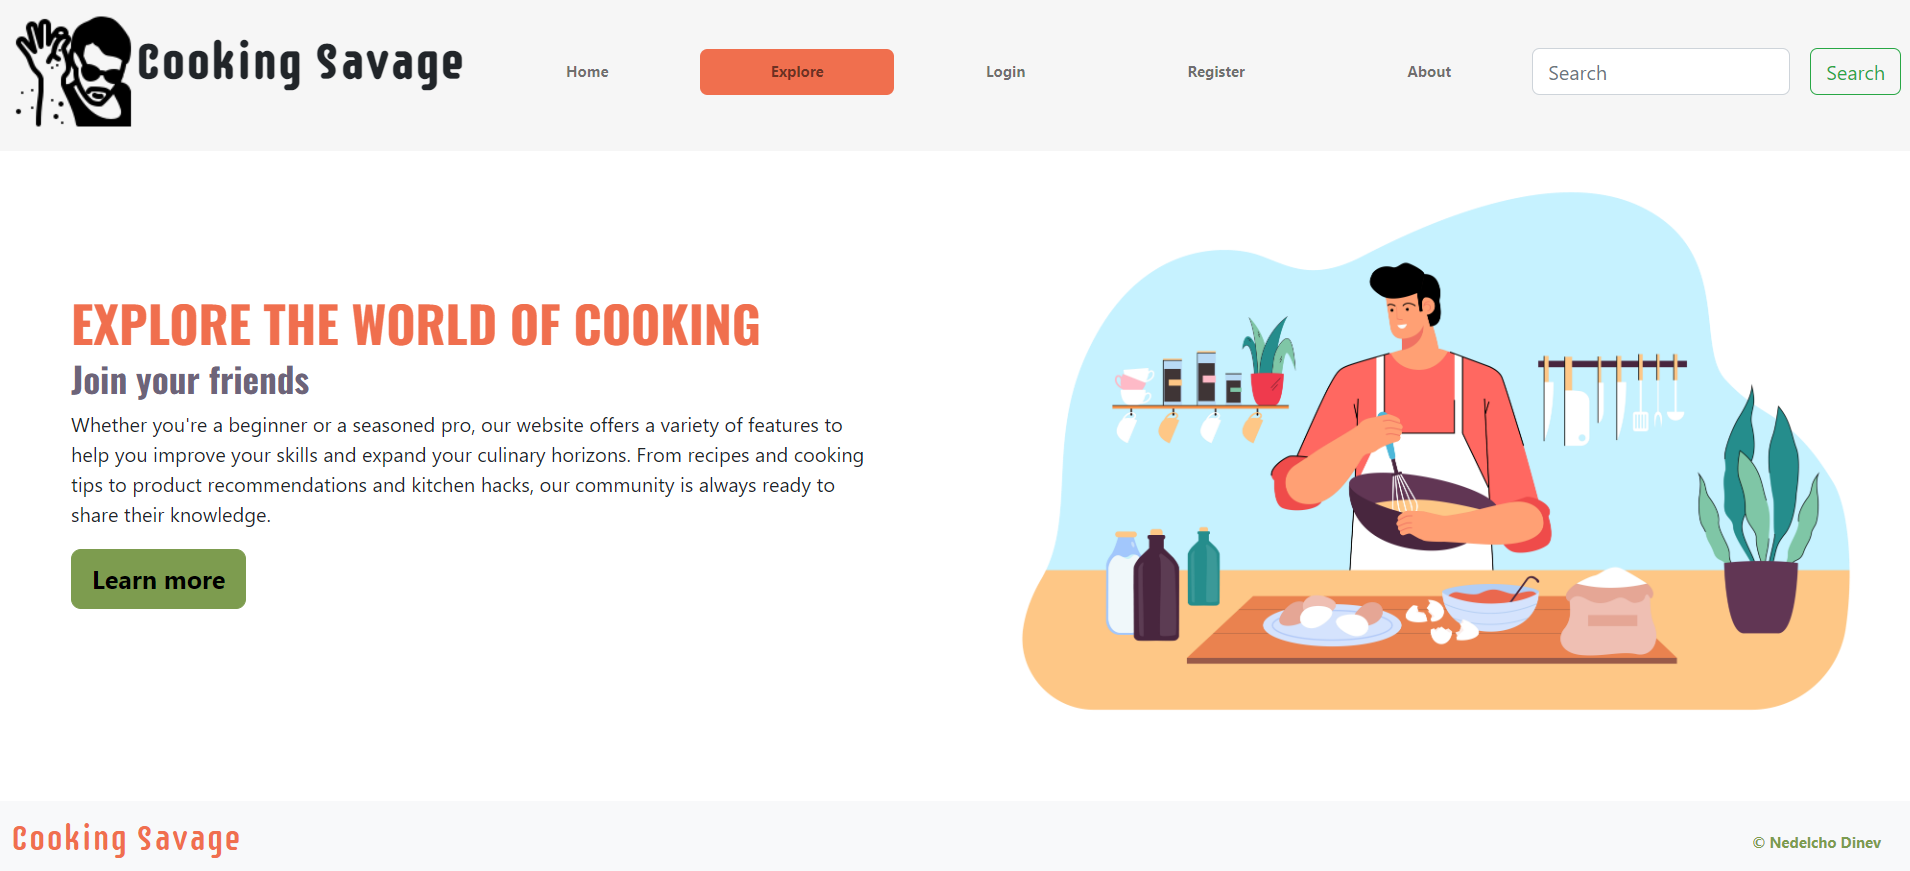 Cooking Savage
Home
Explore
Login
Register
About
Search
Search
EXPLORE THE WORLD OF COOKING
Join your friends
Whether you're a beginner or a seasoned pro, our website offers a variety of features to
help you improve your skills and expand your culinary horizons. From recipes and cooking
tips to product recommendations and kitchen hacks, our community is always ready to
share their knowledge.
Learn more
Cooking Savage
© Nedelcho Dinev